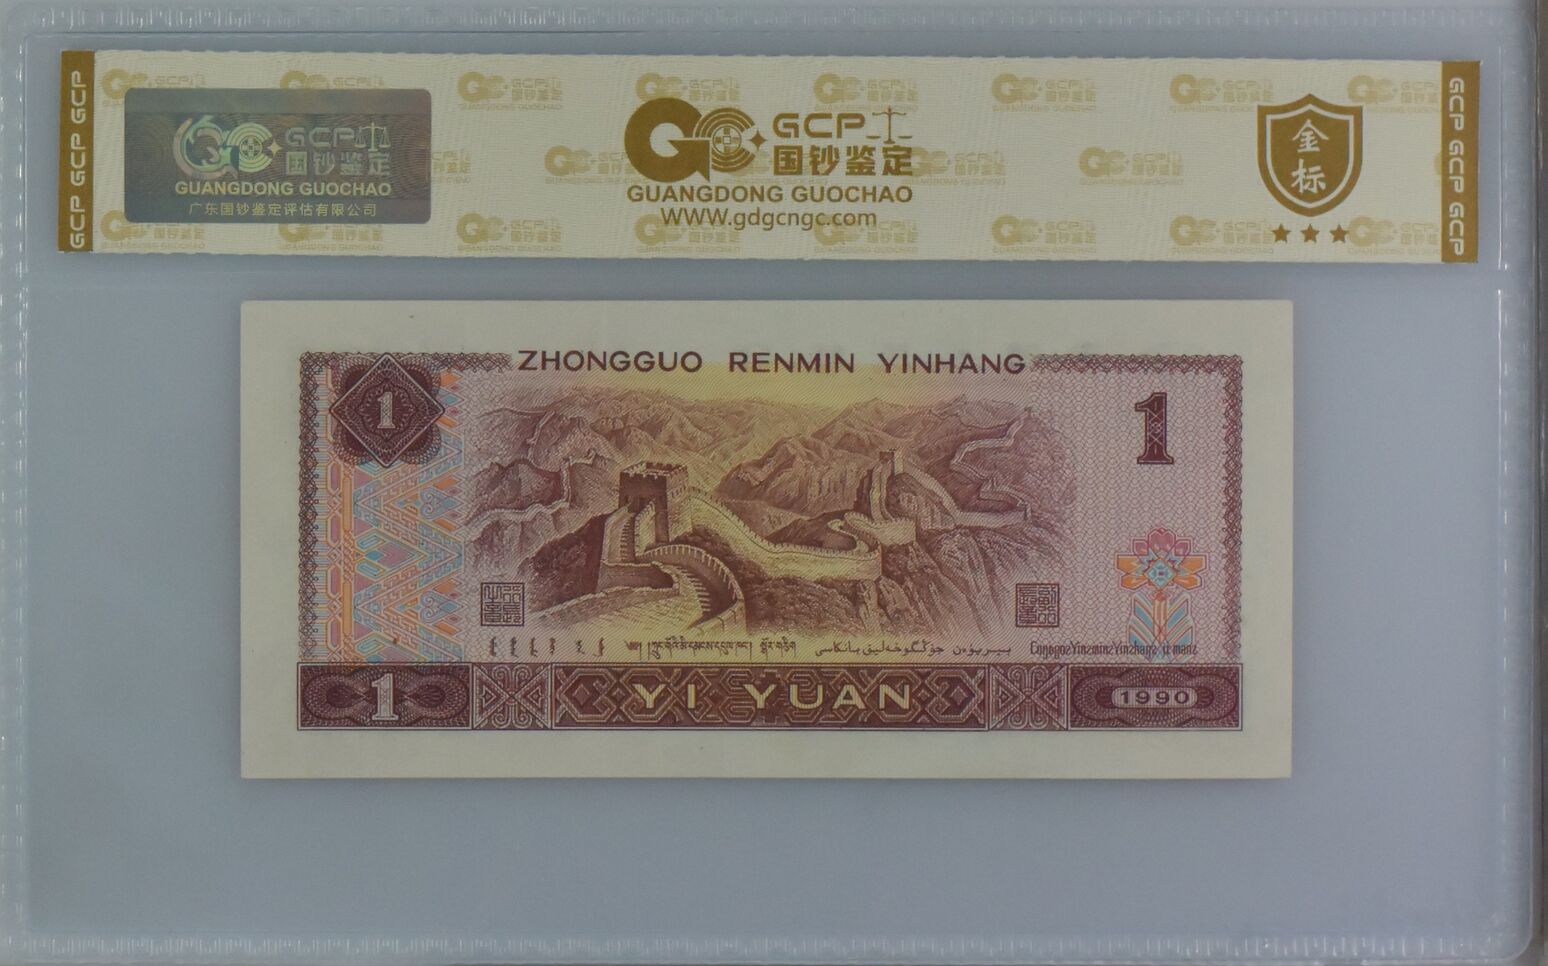 GCP GCP GCP
GCP 国钞鉴定
GUANGDONG GUOCHAO
广东国钞鉴定评估有限公司
GCP
国钞鉴定
GUANGDONG GUOCHAO
WWW.gdgcngc.com
金标
GCP GCP GCP
ZHONGGUO RENMIN YINHANG
1
1
1
YI YUAN
1990